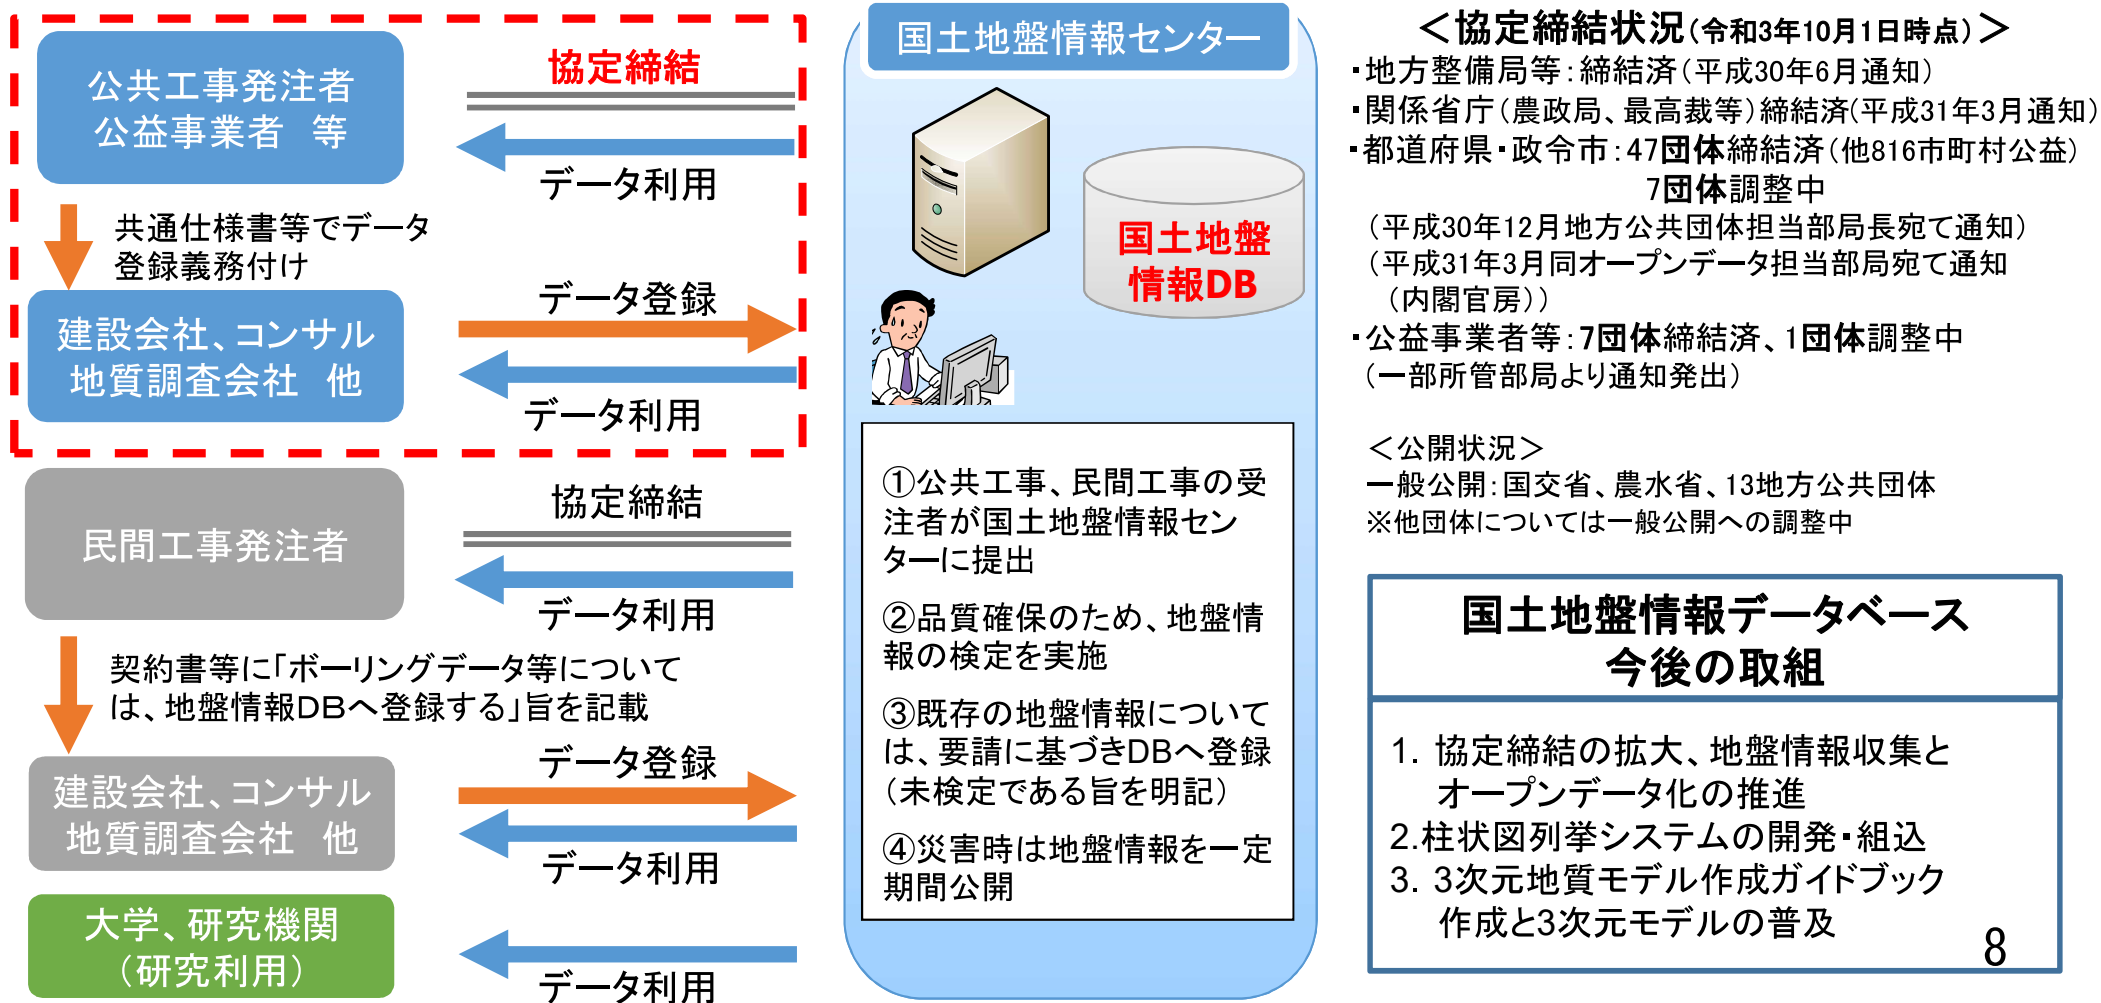 公共工事発注者
公益事業者　等
協定締結
データ利用
共通仕様書等でデータ
登録義務付け
建設会社、コンサル
地質調査会社　他
データ登録
データ利用
民間工事発注者
協定締結
データ利用
契約書等に「ボーリングデータ等について
は、地盤情報DBへ登録する」旨を記載
建設会社、コンサル
地質調査会社　他
データ登録
データ利用
大学、研究機関
（研究利用）
データ利用
国土地盤情報センター
国土地盤
情報DB
①公共工事、民間工事の受
注者が国土地盤情報セン
ターに提出
②品質確保のため、地盤情
報の検定を実施
③既存の地盤情報について
は、要請に基づきDBへ登録
（未検定である旨を明記）
④災害時は地盤情報を一定
期間公開
＜協定締結状況（令和3年10月1日時点）＞
・地方整備局等：締結済（平成30年6月通知）
・関係省庁（農政局、最高裁等）締結済（平成31年3月通知）
・都道府県・政令市：47団体締結済（他816市町村公益）
7団体調整中
（平成30年12月地方公共団体担当部局長宛て通知）
（平成31年3月同オープンデータ担当部局宛て通知
（内閣官房））
・公益事業者等：7団体締結済、1団体調整中
（一部所管部局より通知発出）
＜公開状況＞
一般公開：国交省、農水省、13地方公共団体
※他団体については一般公開への調整中
国土地盤情報データベース
今後の取組
1. 協定締結の拡大、地盤情報収集と
オープンデータ化の推進
2.柱状図列挙システムの開発・組込
3. 3次元地質モデル作成ガイドブック
作成と3次元モデルの普及
8